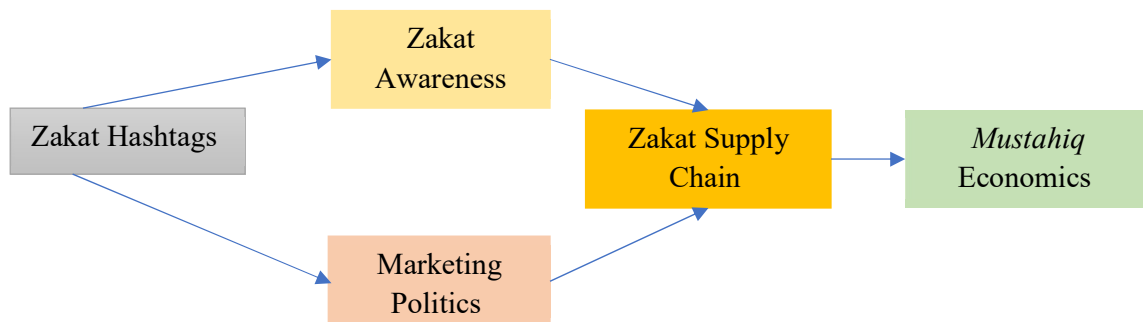 Zakat
Awareness
Zakat Hashtags
Zakat Supply
Chain
Mustahiq
Economics
Marketing
Politics